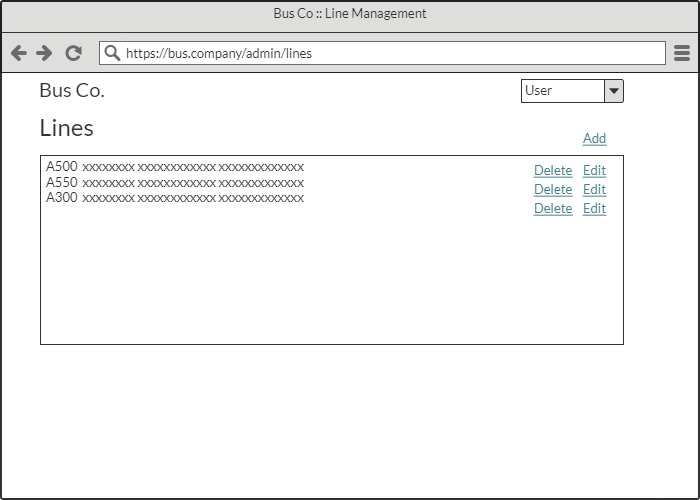 Bus Co :: Line Management
https://bus.company/admin/lines
Bus Co.
User
Lines
Add
A500 xxxxxxxx xxxxxxxxxxxx xxxxxxxxxxxxx Delete Edit
A550 xxxxxxxx xxxxxxxxxxxx xxxxxxxxxxxxx Delete Edit
A300 xxxxxxxx xxxxxxxxxxxx xxxxxxxxxxxxx Delete Edit